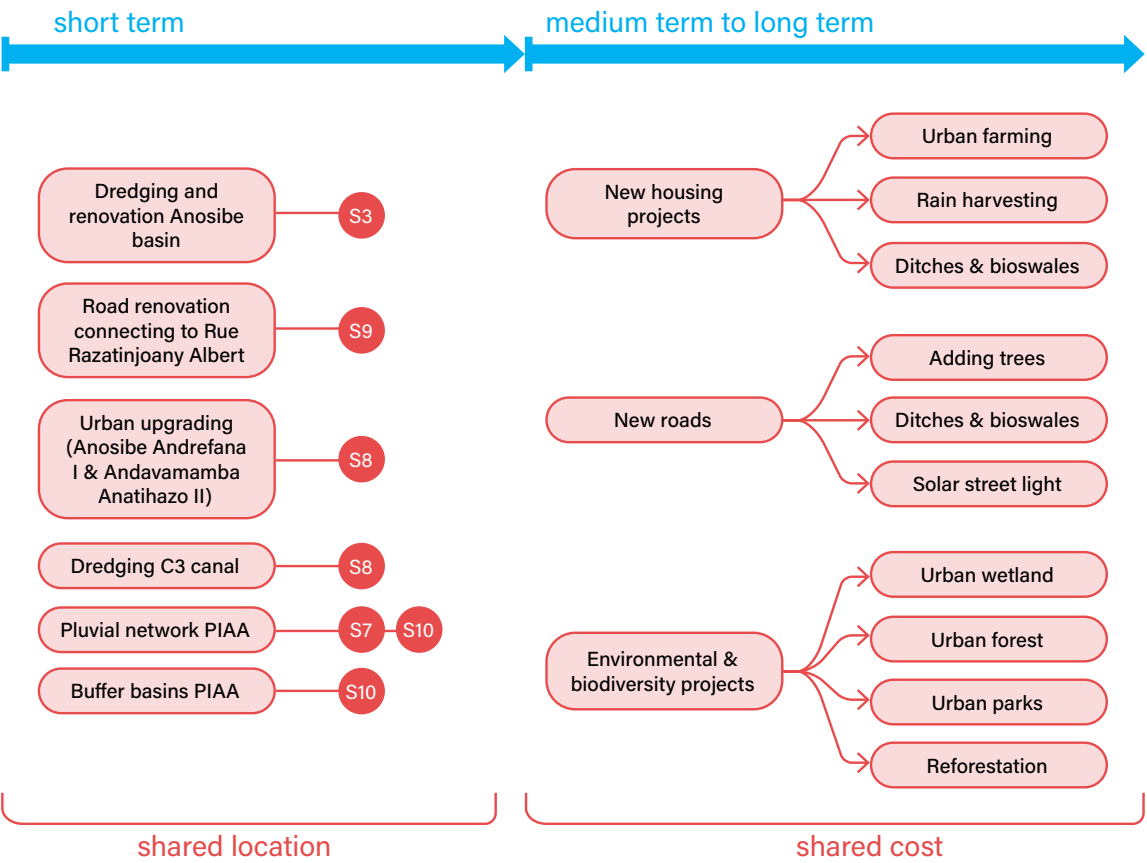 short term
medium term to long term
Dredging and
renovation Anosibe
basin
S3
Road renovation
connecting to Rue
Razatinjoany Albert
S9
Urban upgrading
(Anosibe Andrefana
I & Andavamamba
Anatihazo II)
S8
Dredging C3 canal
S8
Pluvial network PIAA
S7
S10
Buffer basins PIAA
S10
shared location
New housing
projects
Urban farming
Rain harvesting
Ditches & bioswales
New roads
Adding trees
Ditches & bioswales
Solar street light
Environmental &
biodiversity projects
Urban wetland
Urban forest
Urban parks
Reforestation
shared cost